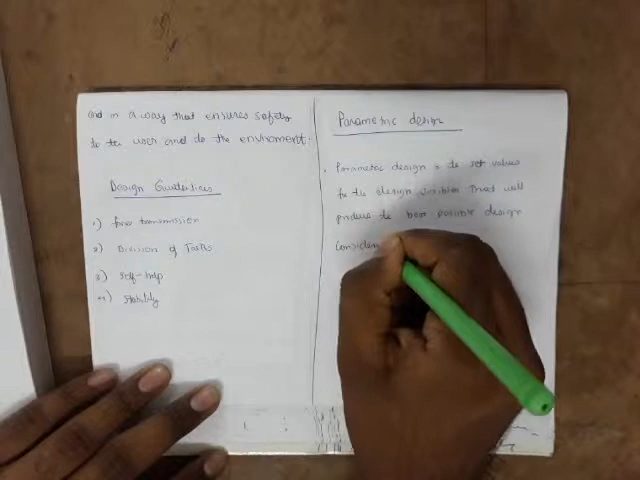 and in a way that ensures safety
to the user and do the enviroment.
Design Guidelines
1) force transmission
2) Division of Tasks
3) self-help
4) stability
Parametric design
Parametric design is to set values
for the design variables that will
produce the best possible design
Consider